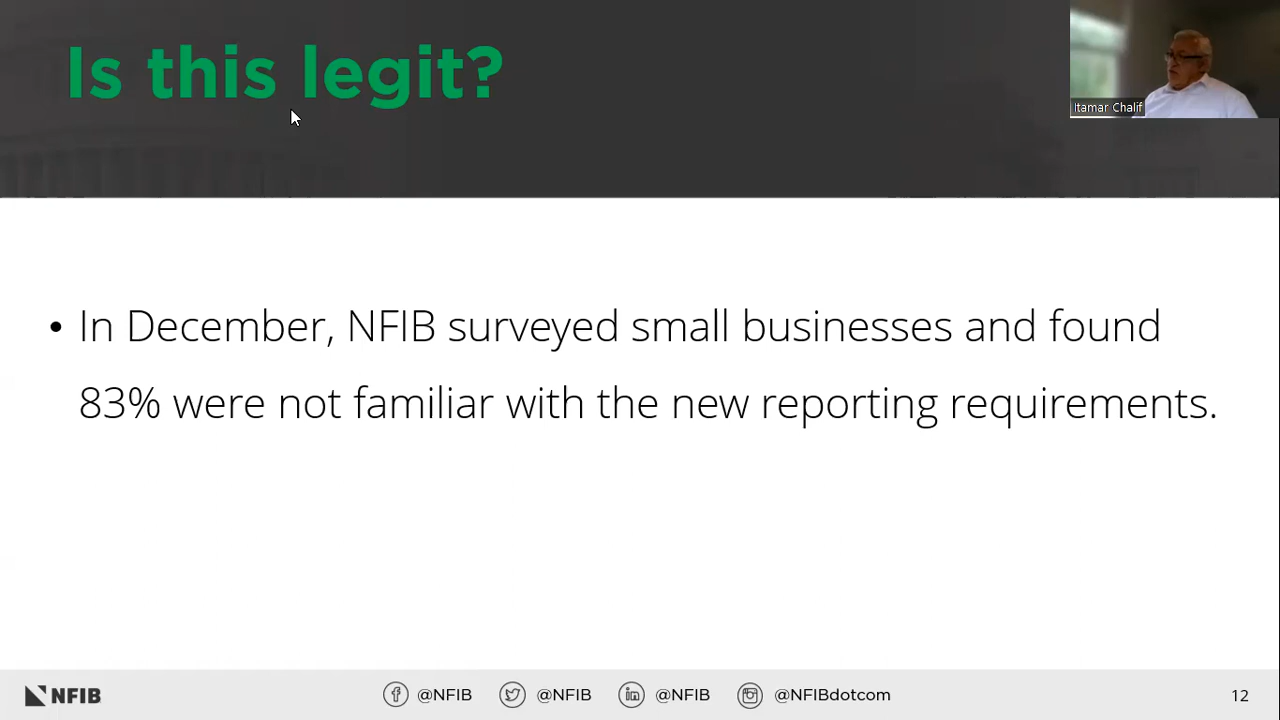 Is this legit?
Itamar Chalif
• In December, NFIB surveyed small businesses and found
83% were not familiar with the new reporting requirements.
NFIB
@NFIB
@NFIB
@NFIB
@NFIBdotcom
12